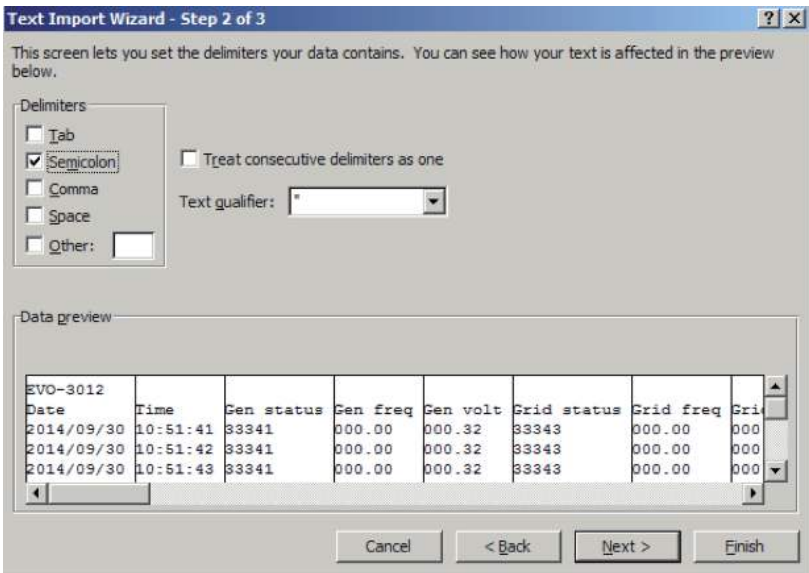 Text Import Wizard - Step 2 of 3
This screen lets you set the delimiters your data contains.  You can see how your text is affected in the preview
below.
Delimiters
Tab
Semicolon
Comma
Space
Other:
Treat consecutive delimiters as one
Text qualifier: "
Data preview
EVO-3012
Date Time Gen status Gen freq Gen volt Grid status Grid freq Gri
2014/09/30 10:51:41 33341 000.00 000.32 33343 000.00 000
2014/09/30 10:51:42 33341 000.00 000.32 33343 000.00 000
2014/09/30 10:51:43 33341 000.00 000.32 33343 000.00 000
Cancel < Back Next > Finish